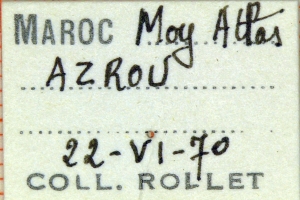 MAROC Moy Atlas
AZROU
22-VI-70
COLL. ROLLET